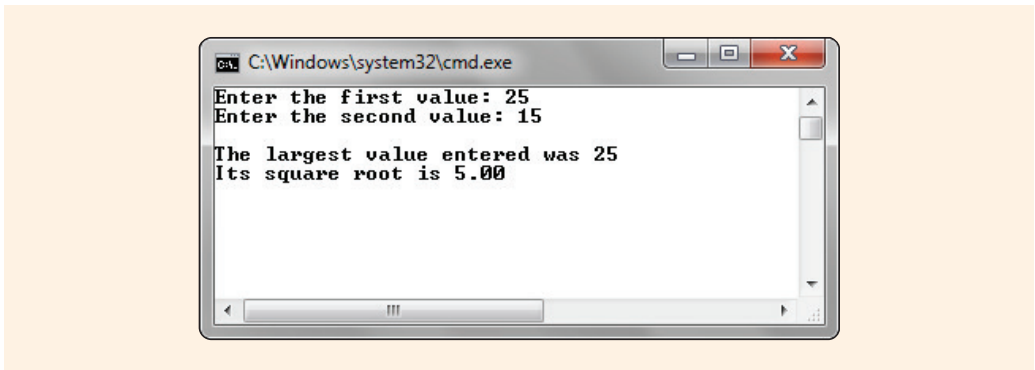 C:\Windows\system32\cmd.exe
Enter the first value: 25
Enter the second value: 15
The largest value entered was 25
Its square root is 5.00